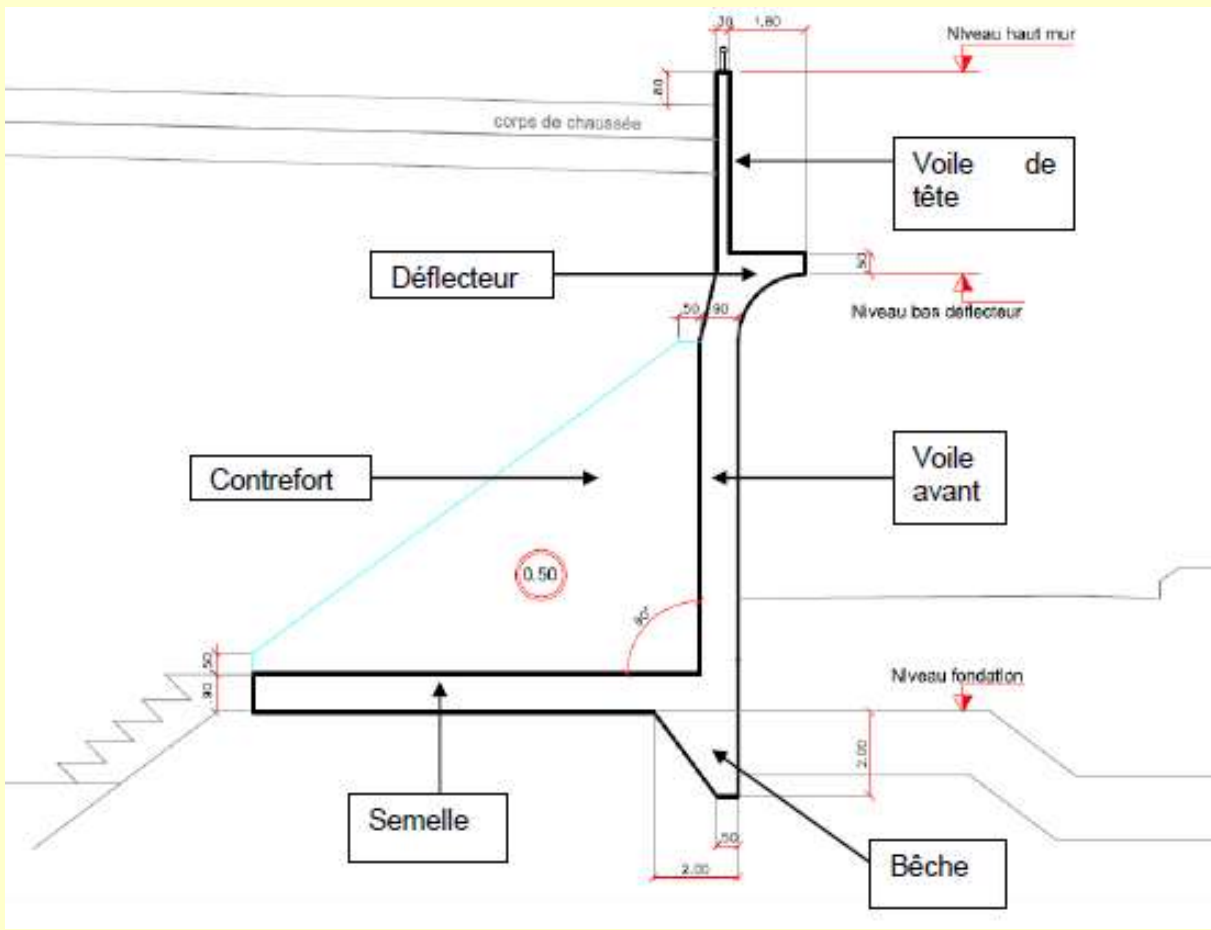 .30 1.80
Niveau haut mur
.80
corps de chaussée
Voile de
tête
Déflecteur
.50
.50 .90
Niveau bas déflecteur
Contrefort
Voile
avant
0.50
90°
.50
.90
Niveau fondation
2.00
Semelle
.50
2.00
Bêche